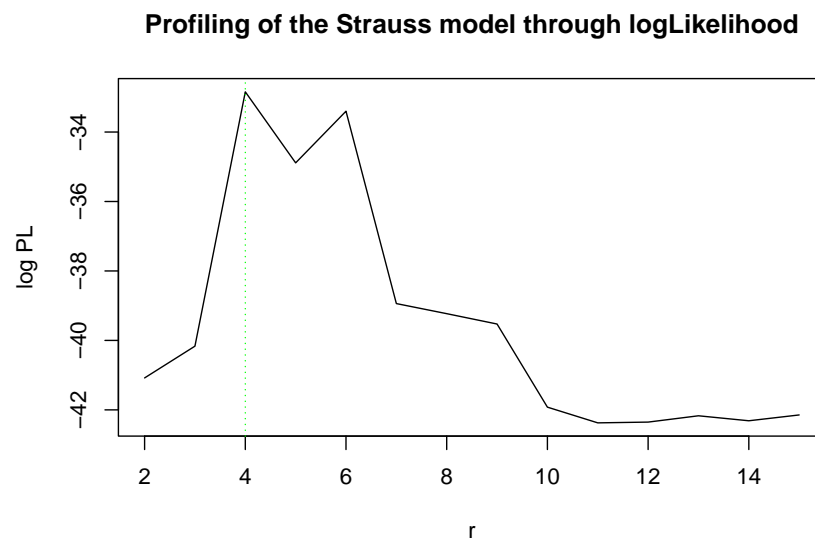 Profiling of the Strauss model through logLikelihood
log PL
−34
−36
−38
−40
−42
2 4 6 8 10 12 14
r